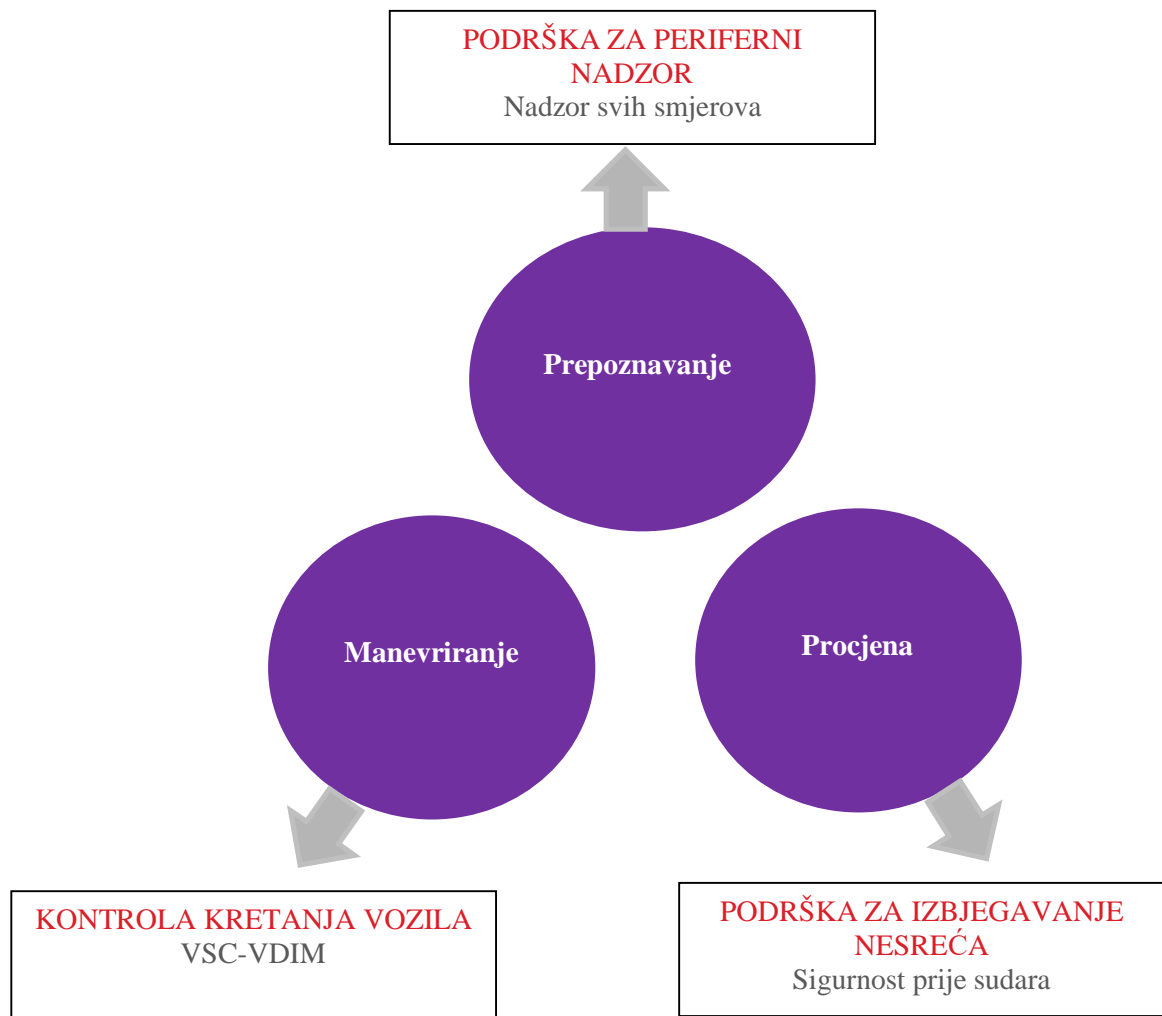 PODRŠKA ZA PERIFERNI
NADZOR
Nadzor svih smjerova
Prepoznavanje
Manevriranje
Procjena
KONTROLA KRETANJA VOZILA
VSC-VDIM
PODRŠKA ZA IZBJEGAVANJE
NESREĆA
Sigurnost prije sudara